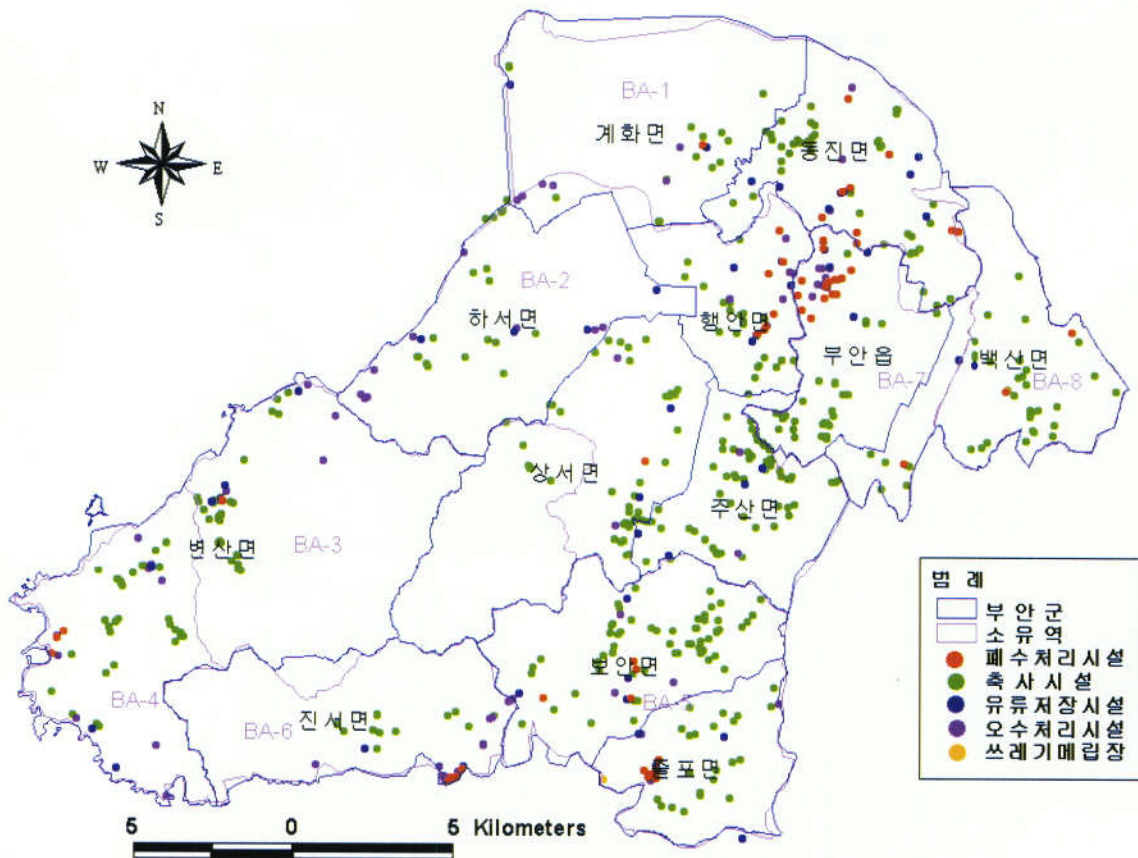 N
W E
S
BA-1
계화면
동진면
BA-2
하서면
행안면
부안읍
BA-7
백산면
BA-8
상서면
주산면
변산면
BA-3
보안면
BA-4
진서면
BA-6
줄포면
범 례
부 안 군
소 유 역
폐수처리시설
축 사 시 설
유류저장시설
오수처리시설
쓰레기메립장
5 0 5 Kilometers